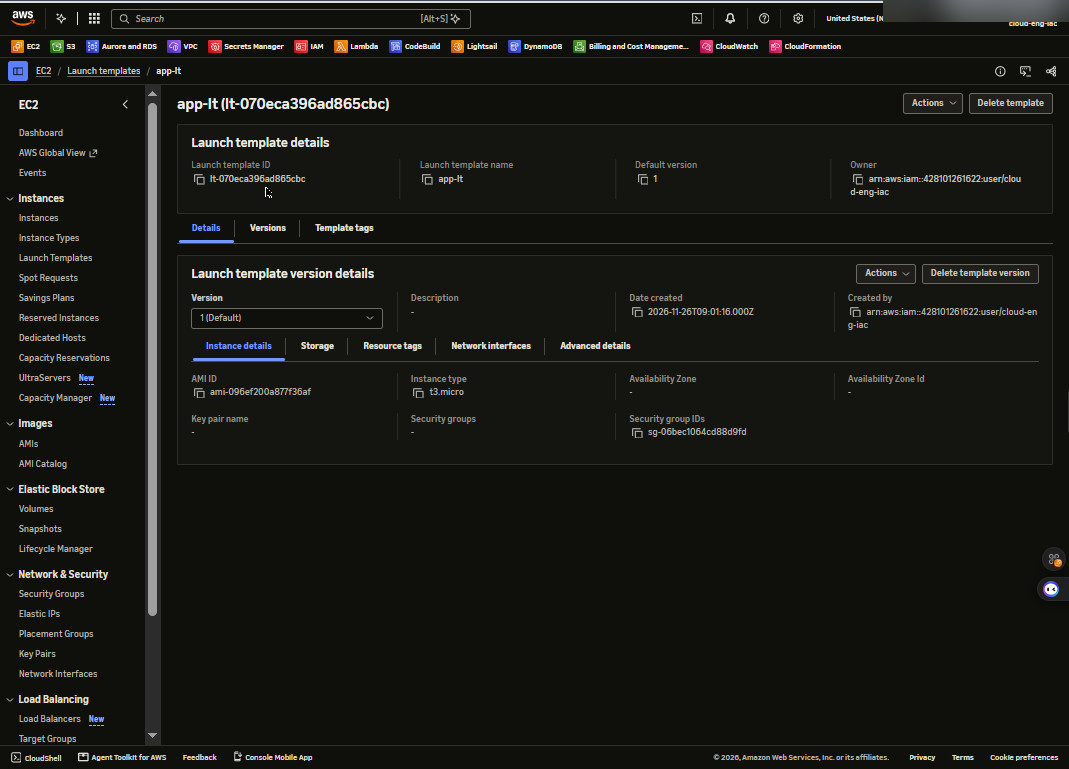 aws
Search [Alt+S]
United States (N
cloud-eng-iac
EC2 S3 Aurora and RDS VPC Secrets Manager IAM Lambda CodeBuild Lightsail DynamoDB Billing and Cost Manageme... CloudWatch CloudFormation
EC2 / Launch templates / app-lt
EC2
Dashboard
AWS Global View
Events
Instances
Instances
Instance Types
Launch Templates
Spot Requests
Savings Plans
Reserved Instances
Dedicated Hosts
Capacity Reservations
UltraServers New
Capacity Manager New
Images
AMIs
AMI Catalog
Elastic Block Store
Volumes
Snapshots
Lifecycle Manager
Network & Security
Security Groups
Elastic IPs
Placement Groups
Key Pairs
Network Interfaces
Load Balancing
Load Balancers New
Target Groups
app-lt (lt-070eca396ad865cbc)
Actions Delete template
Launch template details
Launch template ID
lt-070eca396ad865cbc
Launch template name
app-lt
Default version
1
Owner
arn:aws:iam::428101261622:user/clou
d-eng-iac
Details Versions Template tags
Launch template version details
Actions Delete template version
Version
1 (Default)
Description
-
Date created
2026-11-26T09:01:16.000Z
Created by
arn:aws:iam::428101261622:user/cloud-en
g-iac
Instance details Storage Resource tags Network interfaces Advanced details
AMI ID
ami-096ef200a877f36af
Instance type
t3.micro
Availability Zone
-
Availability Zone Id
-
Key pair name
-
Security groups
-
Security group IDs
sg-06bec1064cd88d9fd
CloudShell Agent Toolkit for AWS Feedback Console Mobile App
© 2026, Amazon Web Services, Inc. or its affiliates. Privacy Terms Cookie preferences